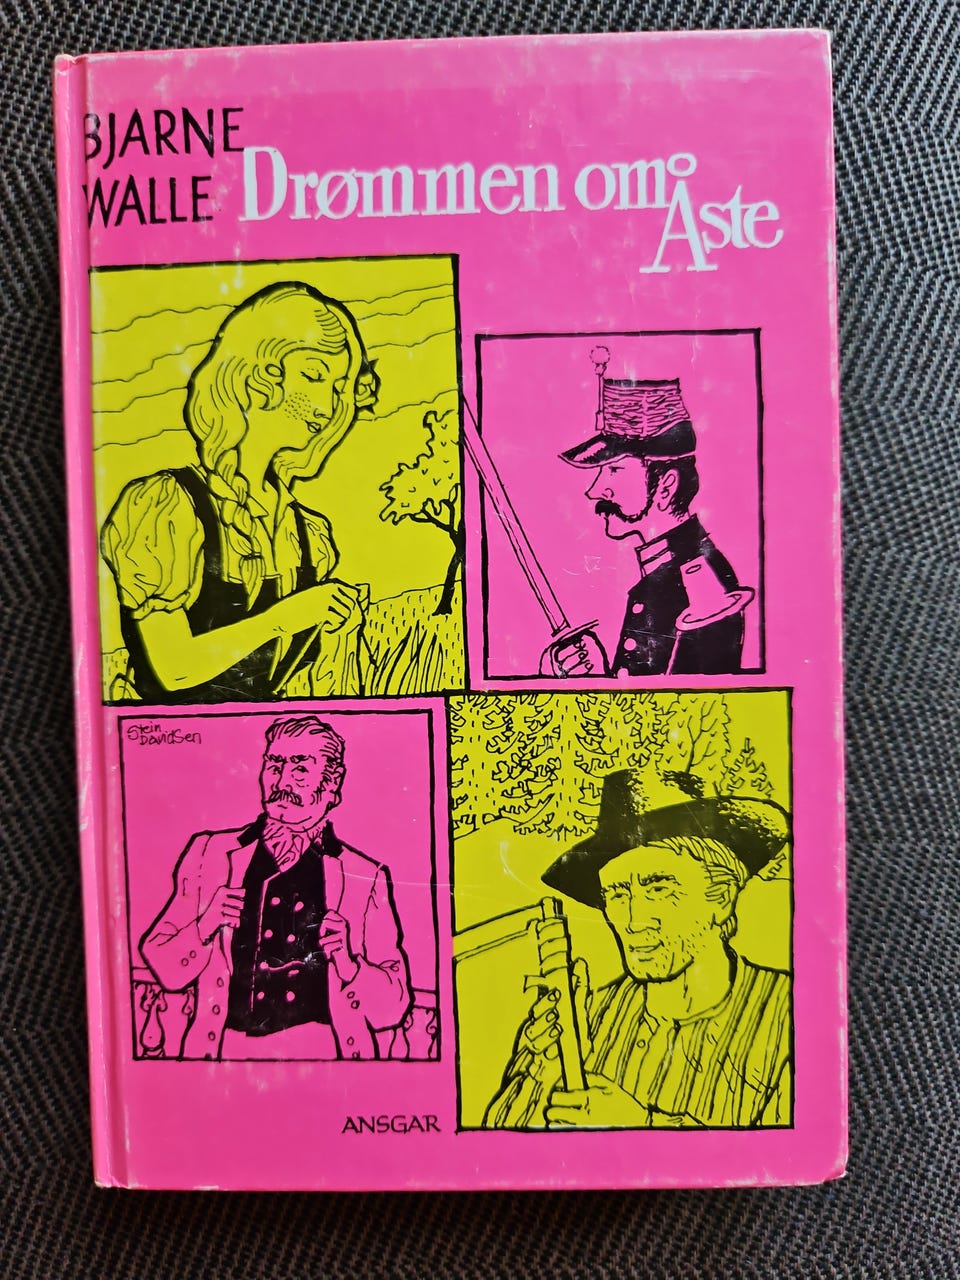 BJARNE
WALLE
Drømmen om
Åste
Stein
Davidsen
ANSGAR